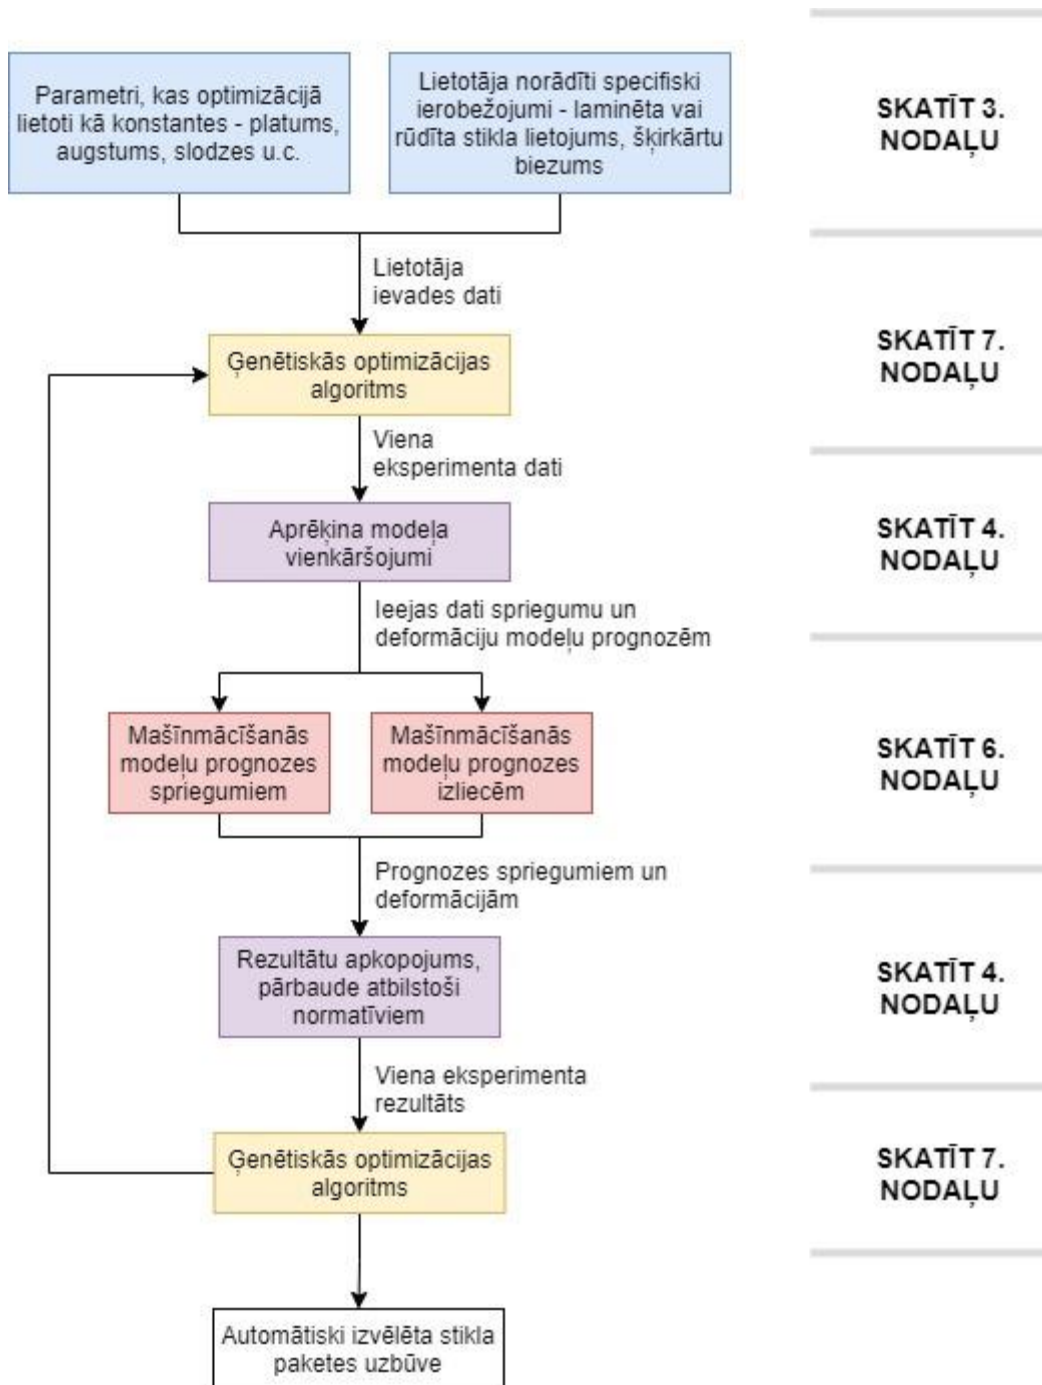 Parametri, kas optimizācijā
lietoti kā konstantes - platums,
augstums, slodzes u.c.
Lietotāja norādīti specifiski
ierobežojumi - laminēta vai
rūdīta stikla lietojums, šķirkārtu
biezums
SKATĪT 3.
NODAĻU
Lietotāja
ievades dati
Ģenētiskās optimizācijas
algoritms
SKATĪT 7.
NODAĻU
Viena
eksperimenta dati
Aprēķina modeļa
vienkāršojumi
SKATĪT 4.
NODAĻU
Ieejas dati spriegumu un
deformāciju modeļu prognozēm
Mašīnmācīšanās
modeļu prognozes
spriegumiem
Mašīnmācīšanās
modeļu prognozes
izliecēm
SKATĪT 6.
NODAĻU
Prognozes spriegumiem un
deformācijām
Rezultātu apkopojums,
pārbaude atbilstoši
normatīviem
SKATĪT 4.
NODAĻU
Viena eksperimenta
rezultāts
Ģenētiskās optimizācijas
algoritms
SKATĪT 7.
NODAĻU
Automātiski izvēlēta stikla
paketes uzbūve